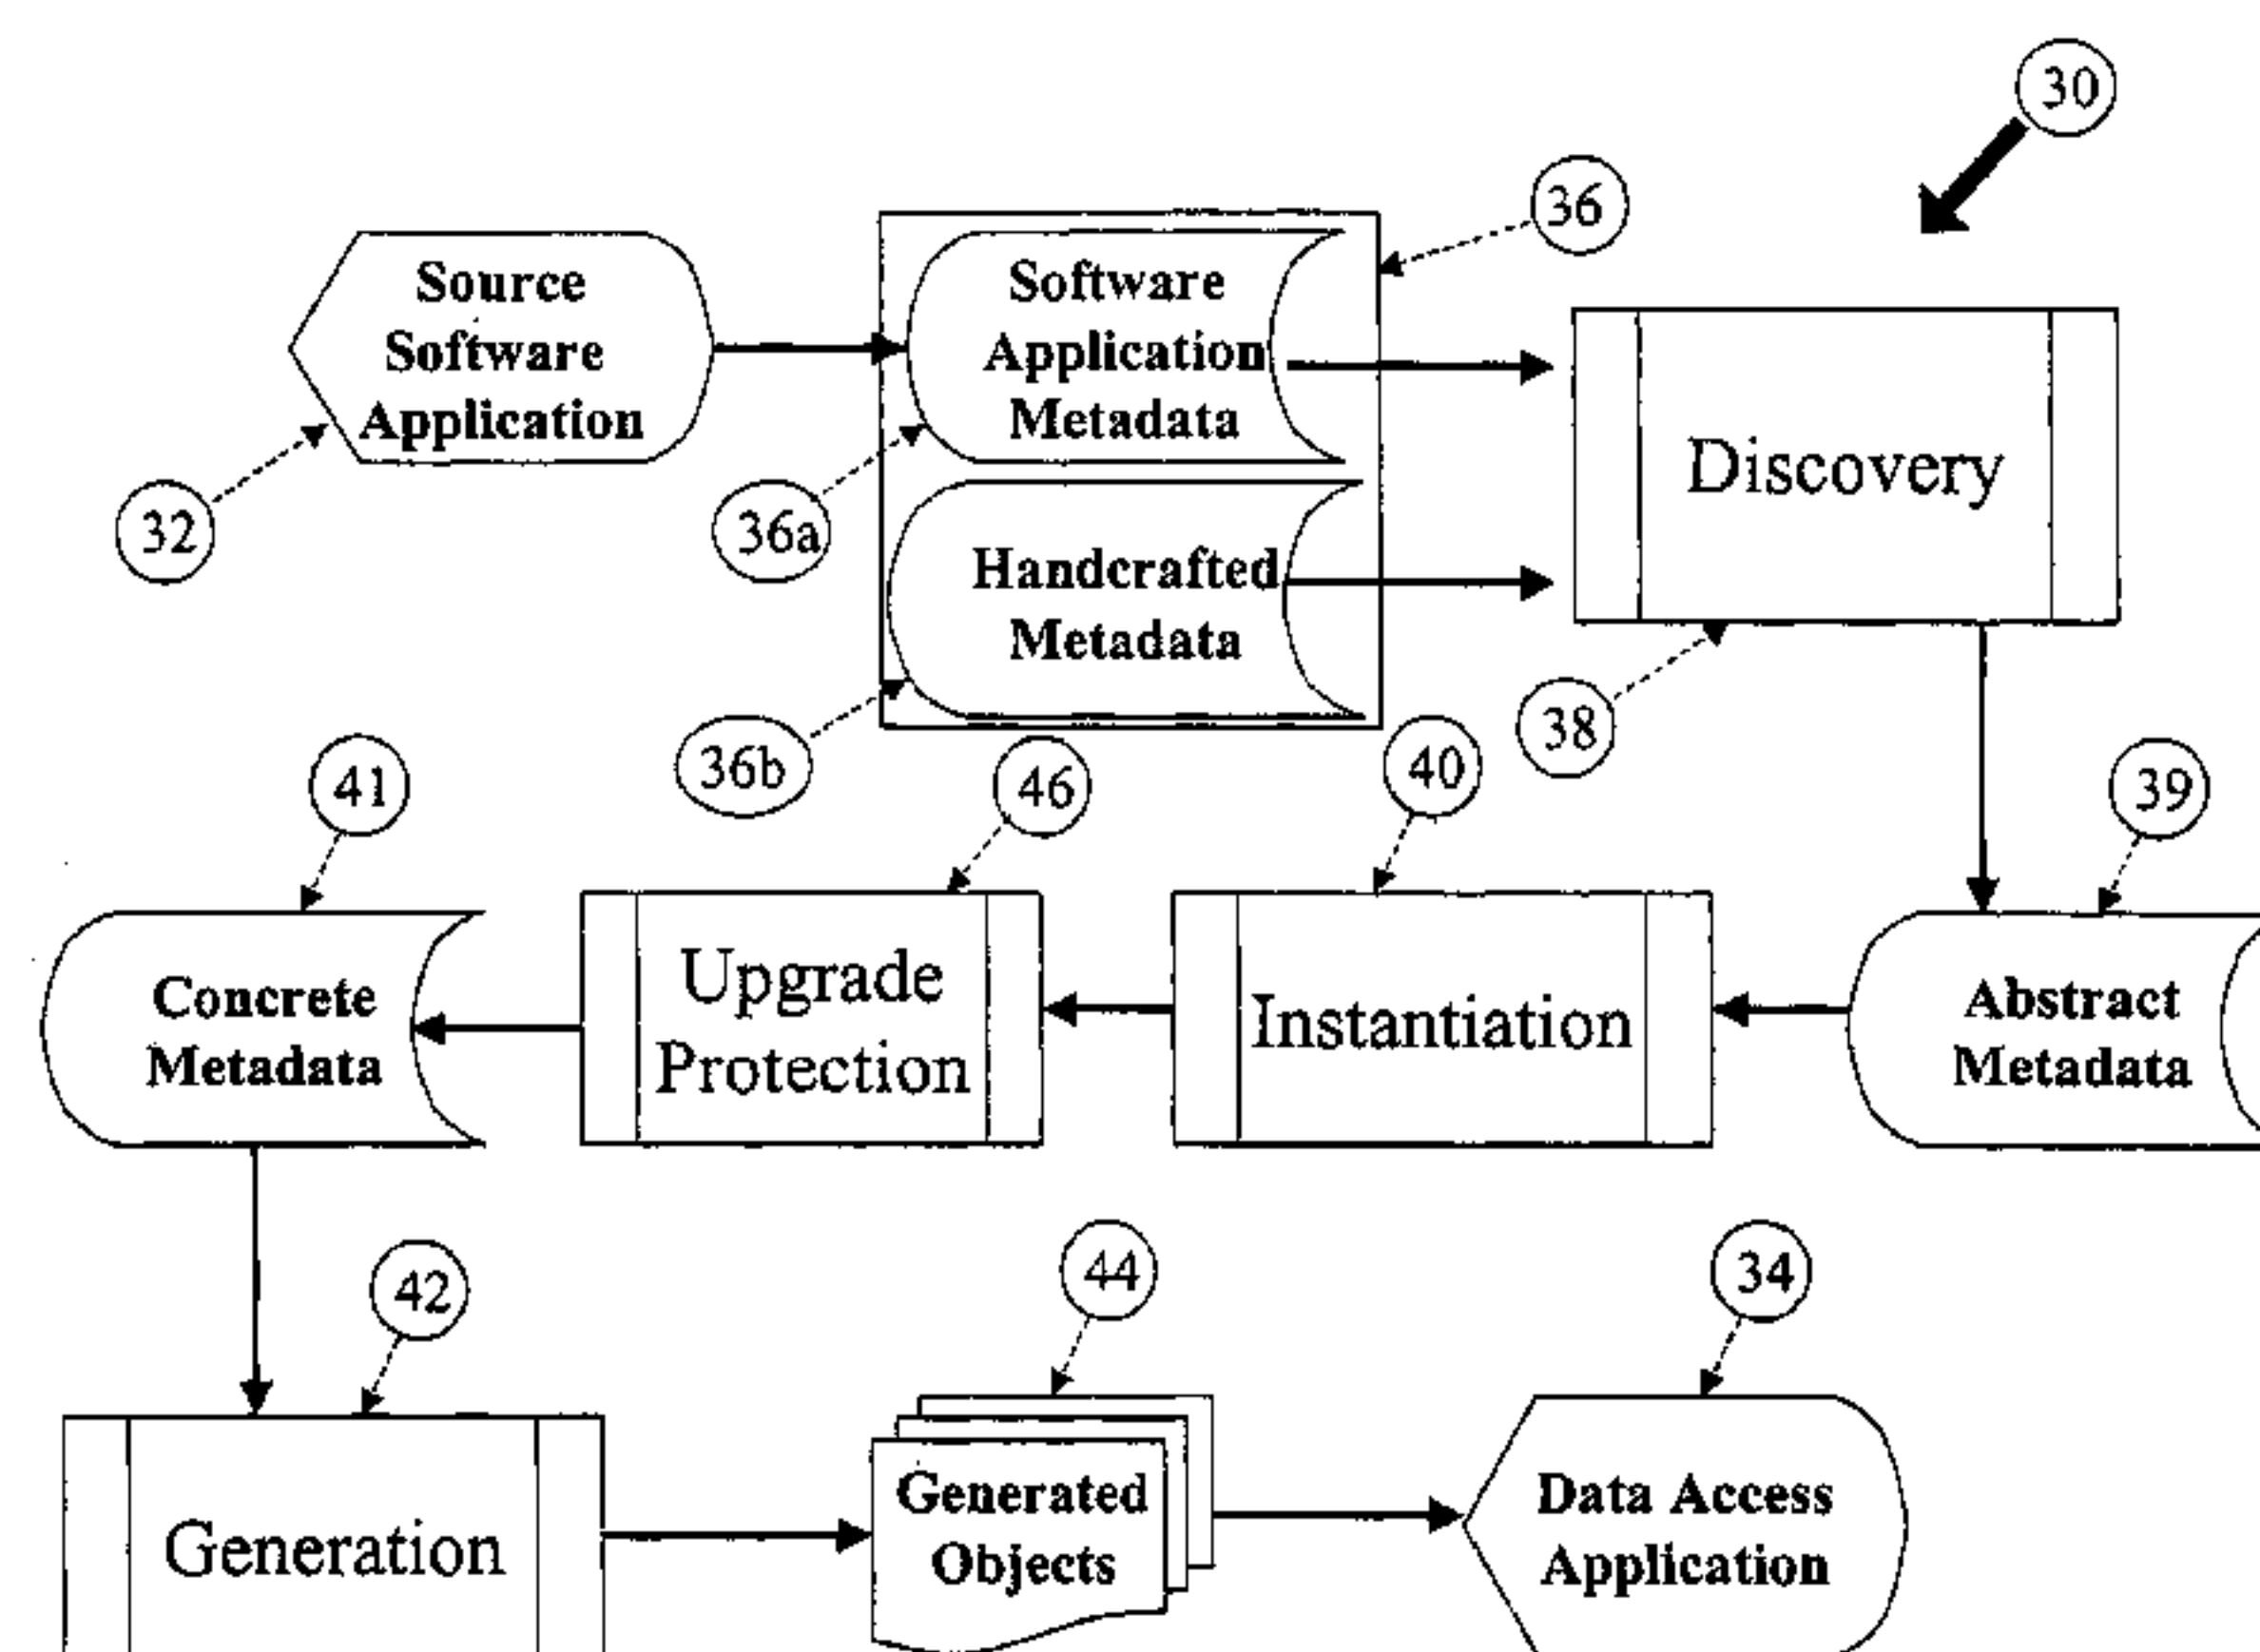 30
36
Source
Software
Application
Software
Application
Metadata
Discovery
32
36a
Handcrafted
Metadata
38
36b
41
46
40
39
Concrete
Metadata
Upgrade
Protection
Instantiation
Abstract
Metadata
42
44
34
Generation
Generated
Objects
Data Access
Application